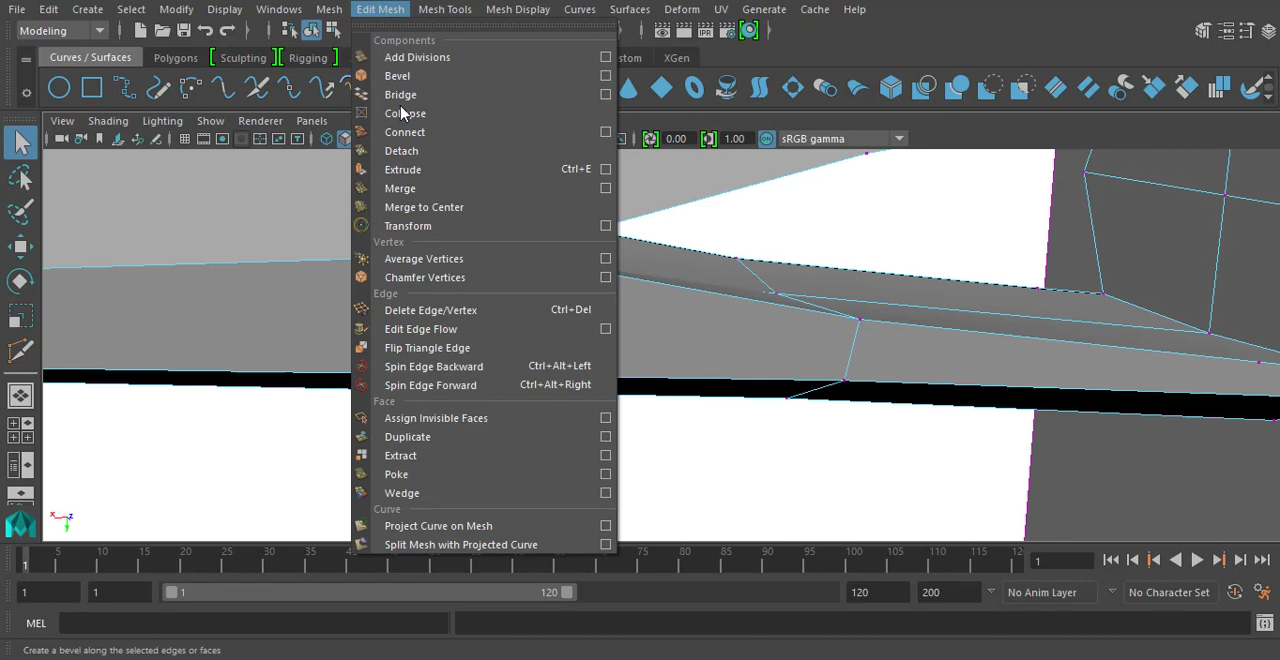 File Edit Create Select Modify Display Windows Mesh Edit Mesh Mesh Tools Mesh Display Curves Surfaces Deform UV Generate Cache Help
Modeling
Curves / Surfaces Polygons Sculpting Rigging XGen
View Shading Lighting Show Renderer Panels 0.00 1.00 ON sRGB gamma
Components
Add Divisions
Bevel
Bridge
Connect
Detach
Extrude Ctrl+E
Merge
Merge to Center
Transform
Vertex
Average Vertices
Chamfer Vertices
Edge
Delete Edge/Vertex Ctrl+Del
Edit Edge Flow
Flip Triangle Edge
Spin Edge Backward Ctrl+Alt+Left
Spin Edge Forward Ctrl+Alt+Right
Face
Assign Invisible Faces
Duplicate
Extract
Poke
Wedge
Curve
Project Curve on Mesh
Split Mesh with Projected Curve
x z
5 10 15 20 25 30 35 40 75 80 85 90 95 100 105 110 115 1
1
1 1 1 120 120 200 No Anim Layer No Character Set
MEL
Create a bevel along the selected edges or faces